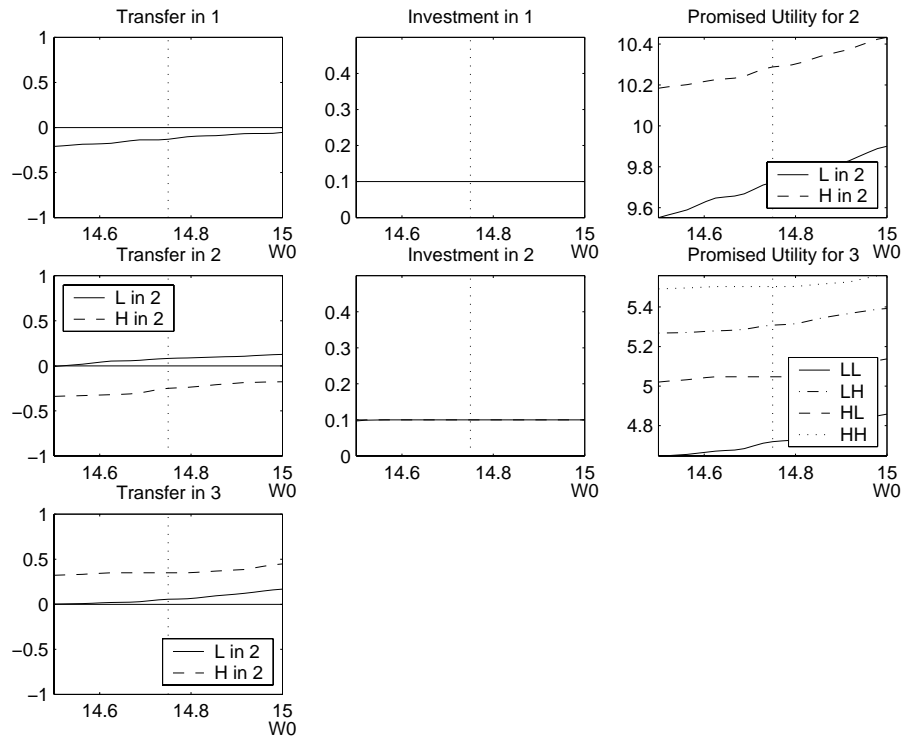 Transfer in 1
1
0.5
0
−0.5
−1
14.6
14.8
15
W0
Investment in 1
0.4
0.3
0.2
0.1
0
14.6
14.8
15
W0
Promised Utility for 2
10.4
10.2
10
9.8
9.6
L in 2
H in 2
14.6
14.8
15
W0
Transfer in 2
1
0.5
0
−0.5
−1
L in 2
H in 2
14.6
14.8
15
W0
Investment in 2
0.4
0.3
0.2
0.1
0
14.6
14.8
15
W0
Promised Utility for 3
5.4
5.2
5
4.8
LL
LH
HL
HH
14.6
14.8
15
W0
Transfer in 3
1
0.5
0
−0.5
−1
L in 2
H in 2
14.6
14.8
15
W0